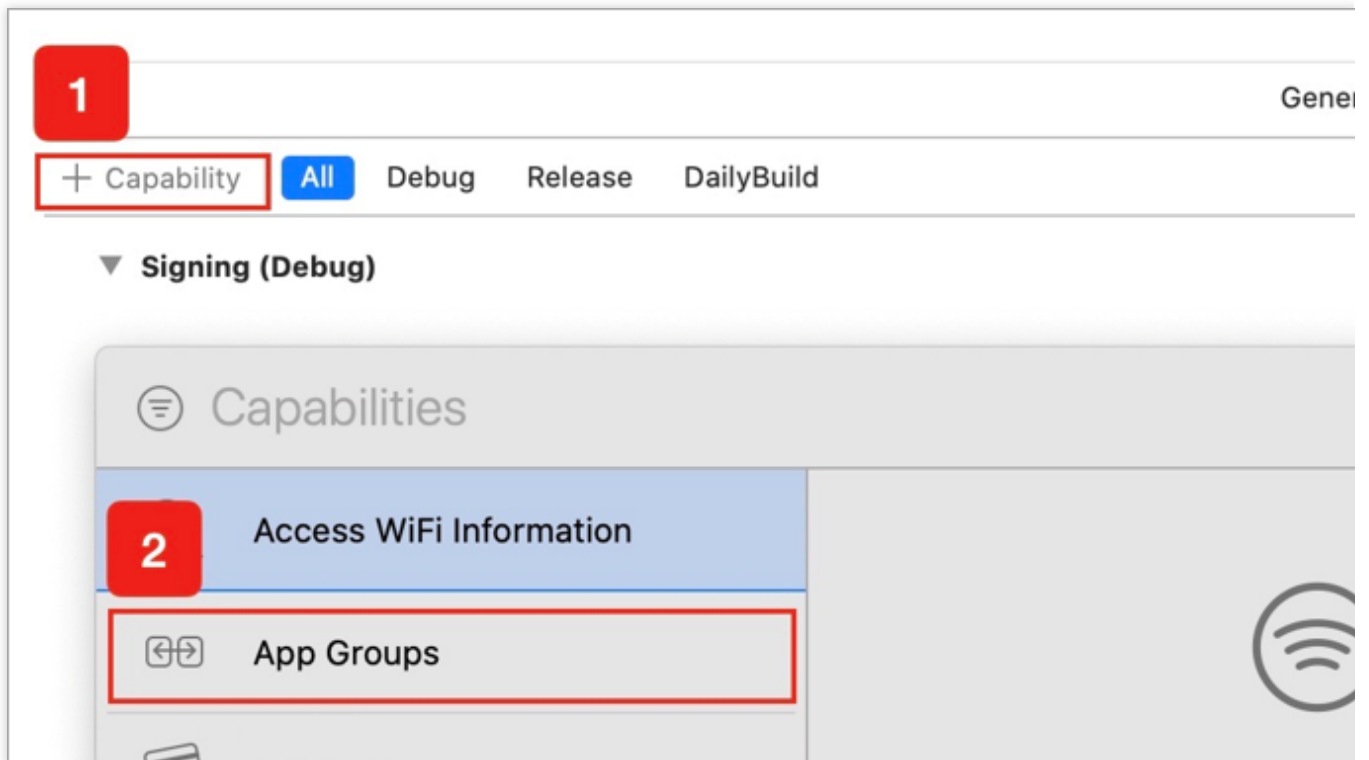 1
Gener
+ Capability All Debug Release DailyBuild
Signing (Debug)
Capabilities
2 Access WiFi Information
App Groups